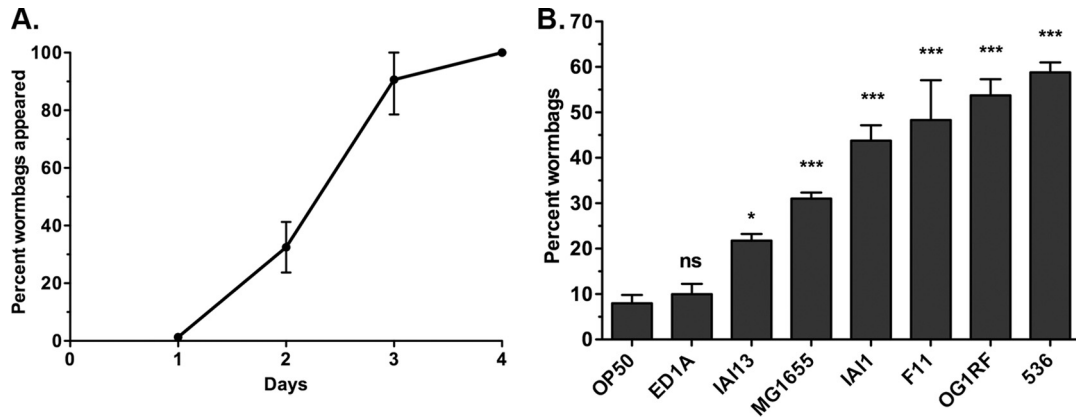 A.
Percent wormbags appeared
100
80
60
40
20
0
0
1
2
3
4
Days
B.
Percent wormbags
70
60
50
40
30
20
10
0
ns
*
***
***
***
***
***
OP50
ED1A
IAI13
MG1655
IAI1
F11
OG1RF
536